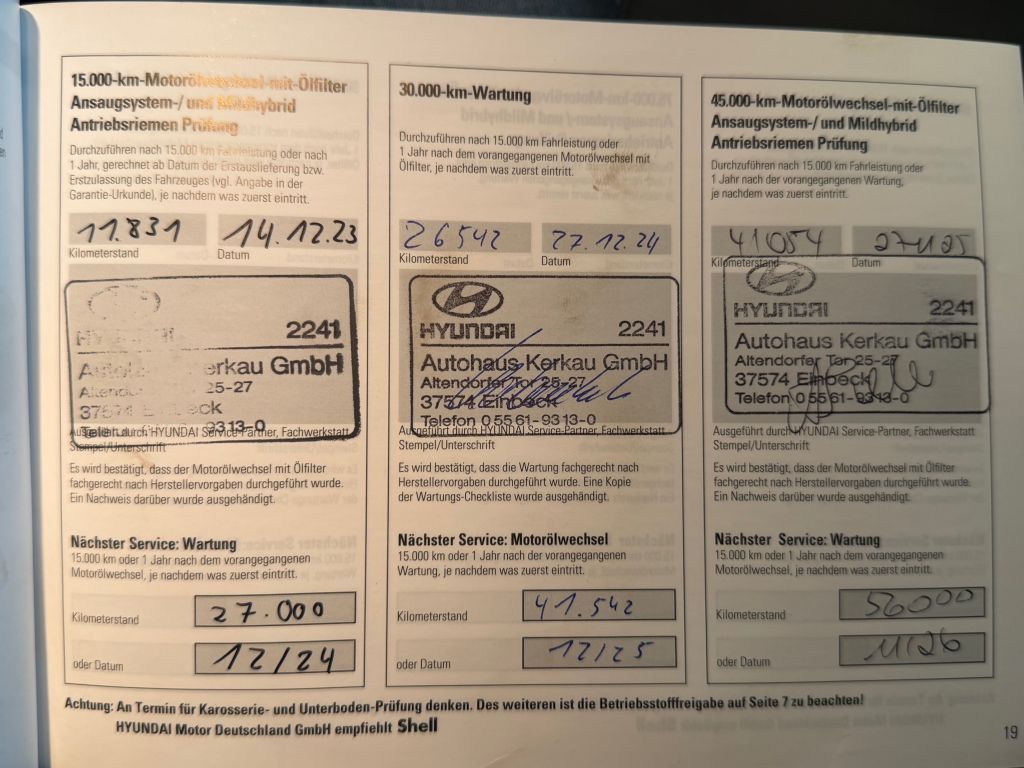 15.000-km-Motorölwechsel-mit-Ölfilter
Ansaugsystem-/ und Mildhybrid
Antriebsriemen Prüfung
Durchzuführen nach 15.000 km Fahrleistung oder nach
1 Jahr, gerechnet ab Datum der Erstauslieferung bzw.
Erstzulassung des Fahrzeuges (vgl. Angabe in der
Garantie-Urkunde), je nachdem was zuerst eintritt.
11.831 14.12.23
Kilometerstand Datum
HYUNDAI 2241
Autohaus Kerkau GmbH
Altendorfer Tor 25-27
37574 Einbeck
Telefon 0 55 61-93 13-0
Ausgeführt durch HYUNDAI Service-Partner, Fachwerkstatt
Stempel/Unterschrift
Es wird bestätigt, dass der Motorölwechsel mit Ölfilter
fachgerecht nach Herstellervorgaben durchgeführt wurde.
Ein Nachweis darüber wurde ausgehändigt.
Nächster Service: Wartung
15.000 km oder 1 Jahr nach dem vorangegangenen
Motorölwechsel, je nachdem was zuerst eintritt.
Kilometerstand 27.000
oder Datum 12/24
30.000-km-Wartung
Durchzuführen nach 15.000 km Fahrleistung oder
1 Jahr nach dem vorangegangenen Motorölwechsel mit
Ölfilter, je nachdem was zuerst eintritt.
26542 27.12.24
Kilometerstand Datum
HYUNDAI 2241
Autohaus Kerkau GmbH
Altendorfer Tor 25-27
37574 Einbeck
Telefon 0 55 61-93 13-0
Ausgeführt durch HYUNDAI Service-Partner, Fachwerkstatt
Stempel/Unterschrift
Es wird bestätigt, dass die Wartung fachgerecht nach
Herstellervorgaben durchgeführt wurde. Eine Kopie
der Wartungs-Checkliste wurde ausgehändigt.
Nächster Service: Motorölwechsel
15.000 km oder 1 Jahr nach der vorangegangenen
Wartung, je nachdem was zuerst eintritt.
Kilometerstand 41.542
oder Datum 12/25
45.000-km-Motorölwechsel-mit-Ölfilter
Ansaugsystem-/ und Mildhybrid
Antriebsriemen Prüfung
Durchzuführen nach 15.000 km Fahrleistung oder
1 Jahr nach der vorangegangenen Wartung,
je nachdem was zuerst eintritt.
41054
Kilometerstand Datum
HYUNDAI 2241
Autohaus Kerkau GmbH
Altendorfer Tor 25-27
37574 Einbeck
Telefon 0 55 61-93 13-0
Ausgeführt durch HYUNDAI Service-Partner, Fachwerkstatt
Stempel/Unterschrift
Es wird bestätigt, dass der Motorölwechsel mit Ölfilter
fachgerecht nach Herstellervorgaben durchgeführt wurde.
Ein Nachweis darüber wurde ausgehändigt.
Nächster Service: Wartung
15.000 km oder 1 Jahr nach dem vorangegangenen
Motorölwechsel, je nachdem was zuerst eintritt.
Kilometerstand 56000
oder Datum 11/26
Achtung: An Termin für Karosserie- und Unterboden-Prüfung denken. Des weiteren ist die Betriebsstofffreigabe auf Seite 7 zu beachten!
HYUNDAI Motor Deutschland GmbH empfiehlt Shell
19